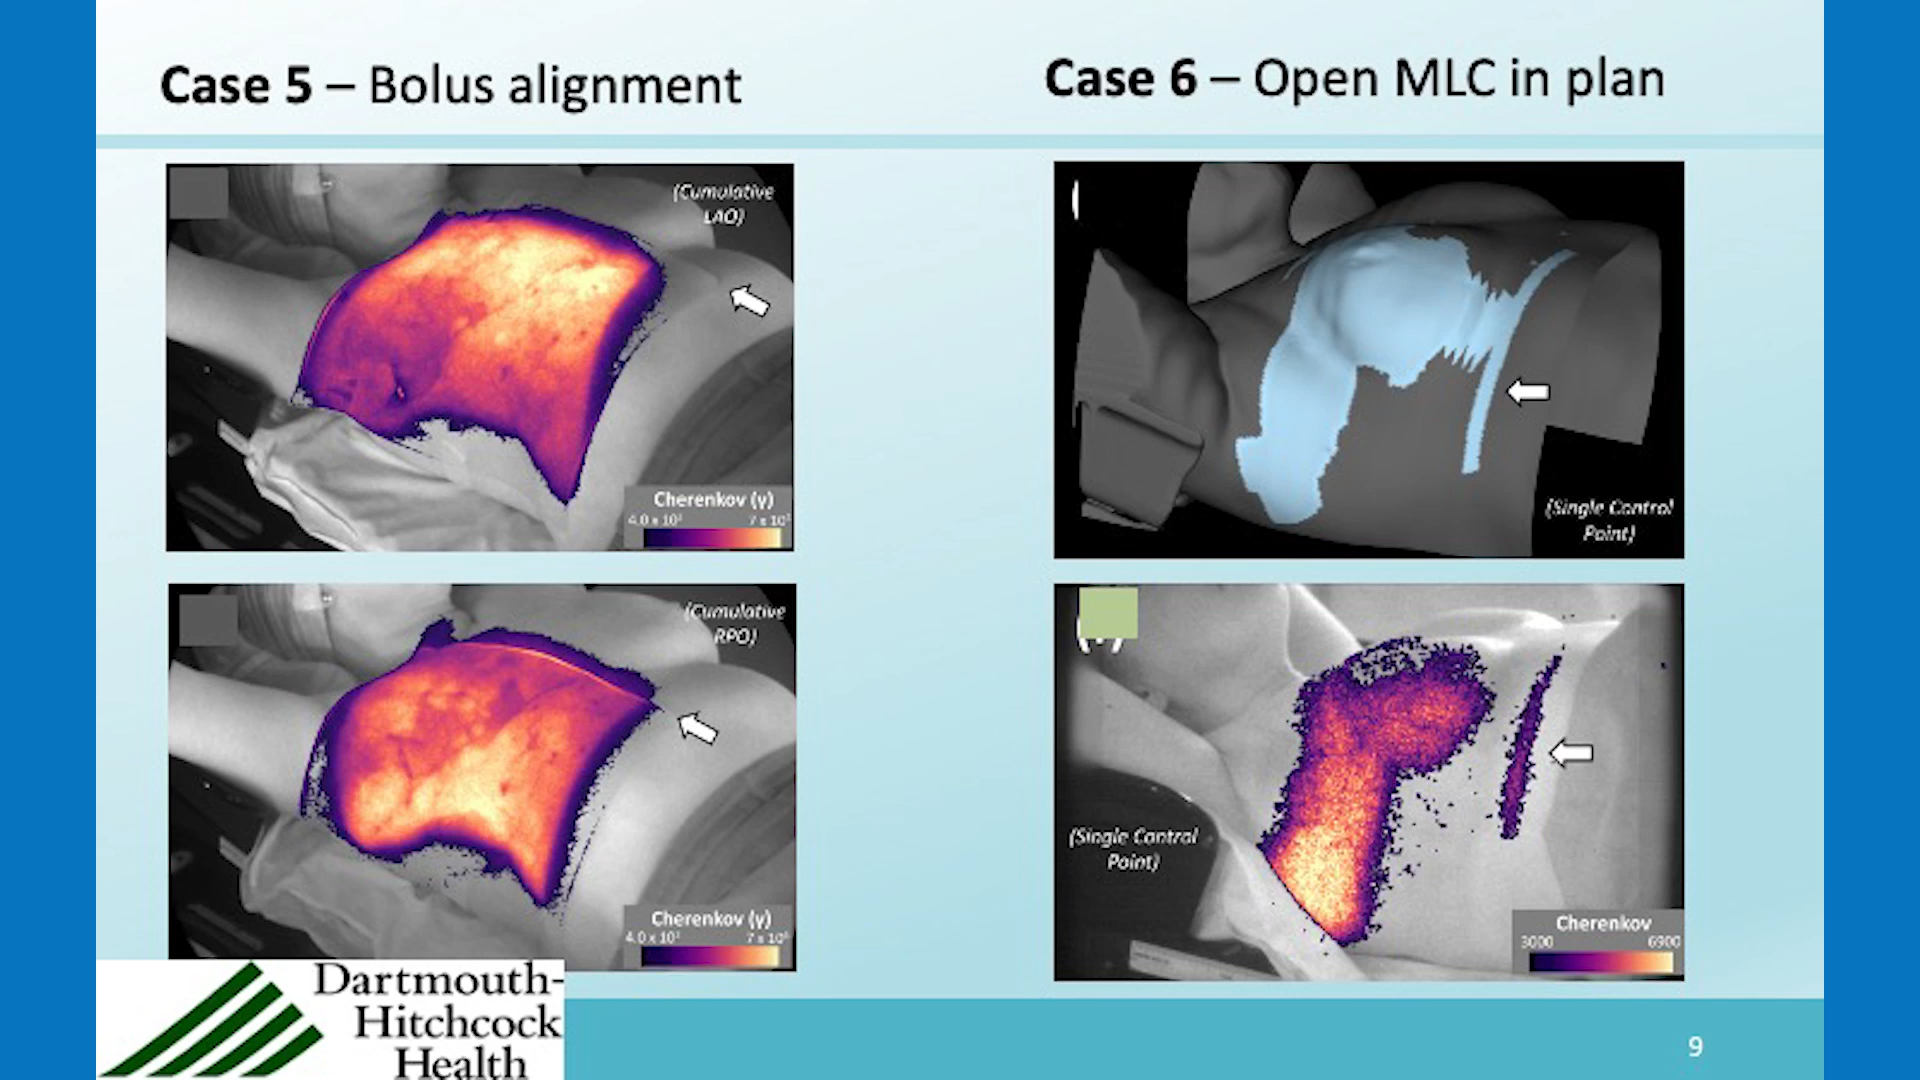 Case 5 – Bolus alignment
Case 6 – Open MLC in plan
(Cumulative
LAO)
Cherenkov (γ)
(Single Control
Point)
(Cumulative
RPO)
Cherenkov (γ)
(Single Control
Point)
Cherenkov
3000 6900
Dartmouth-
Hitchcock
Health
9